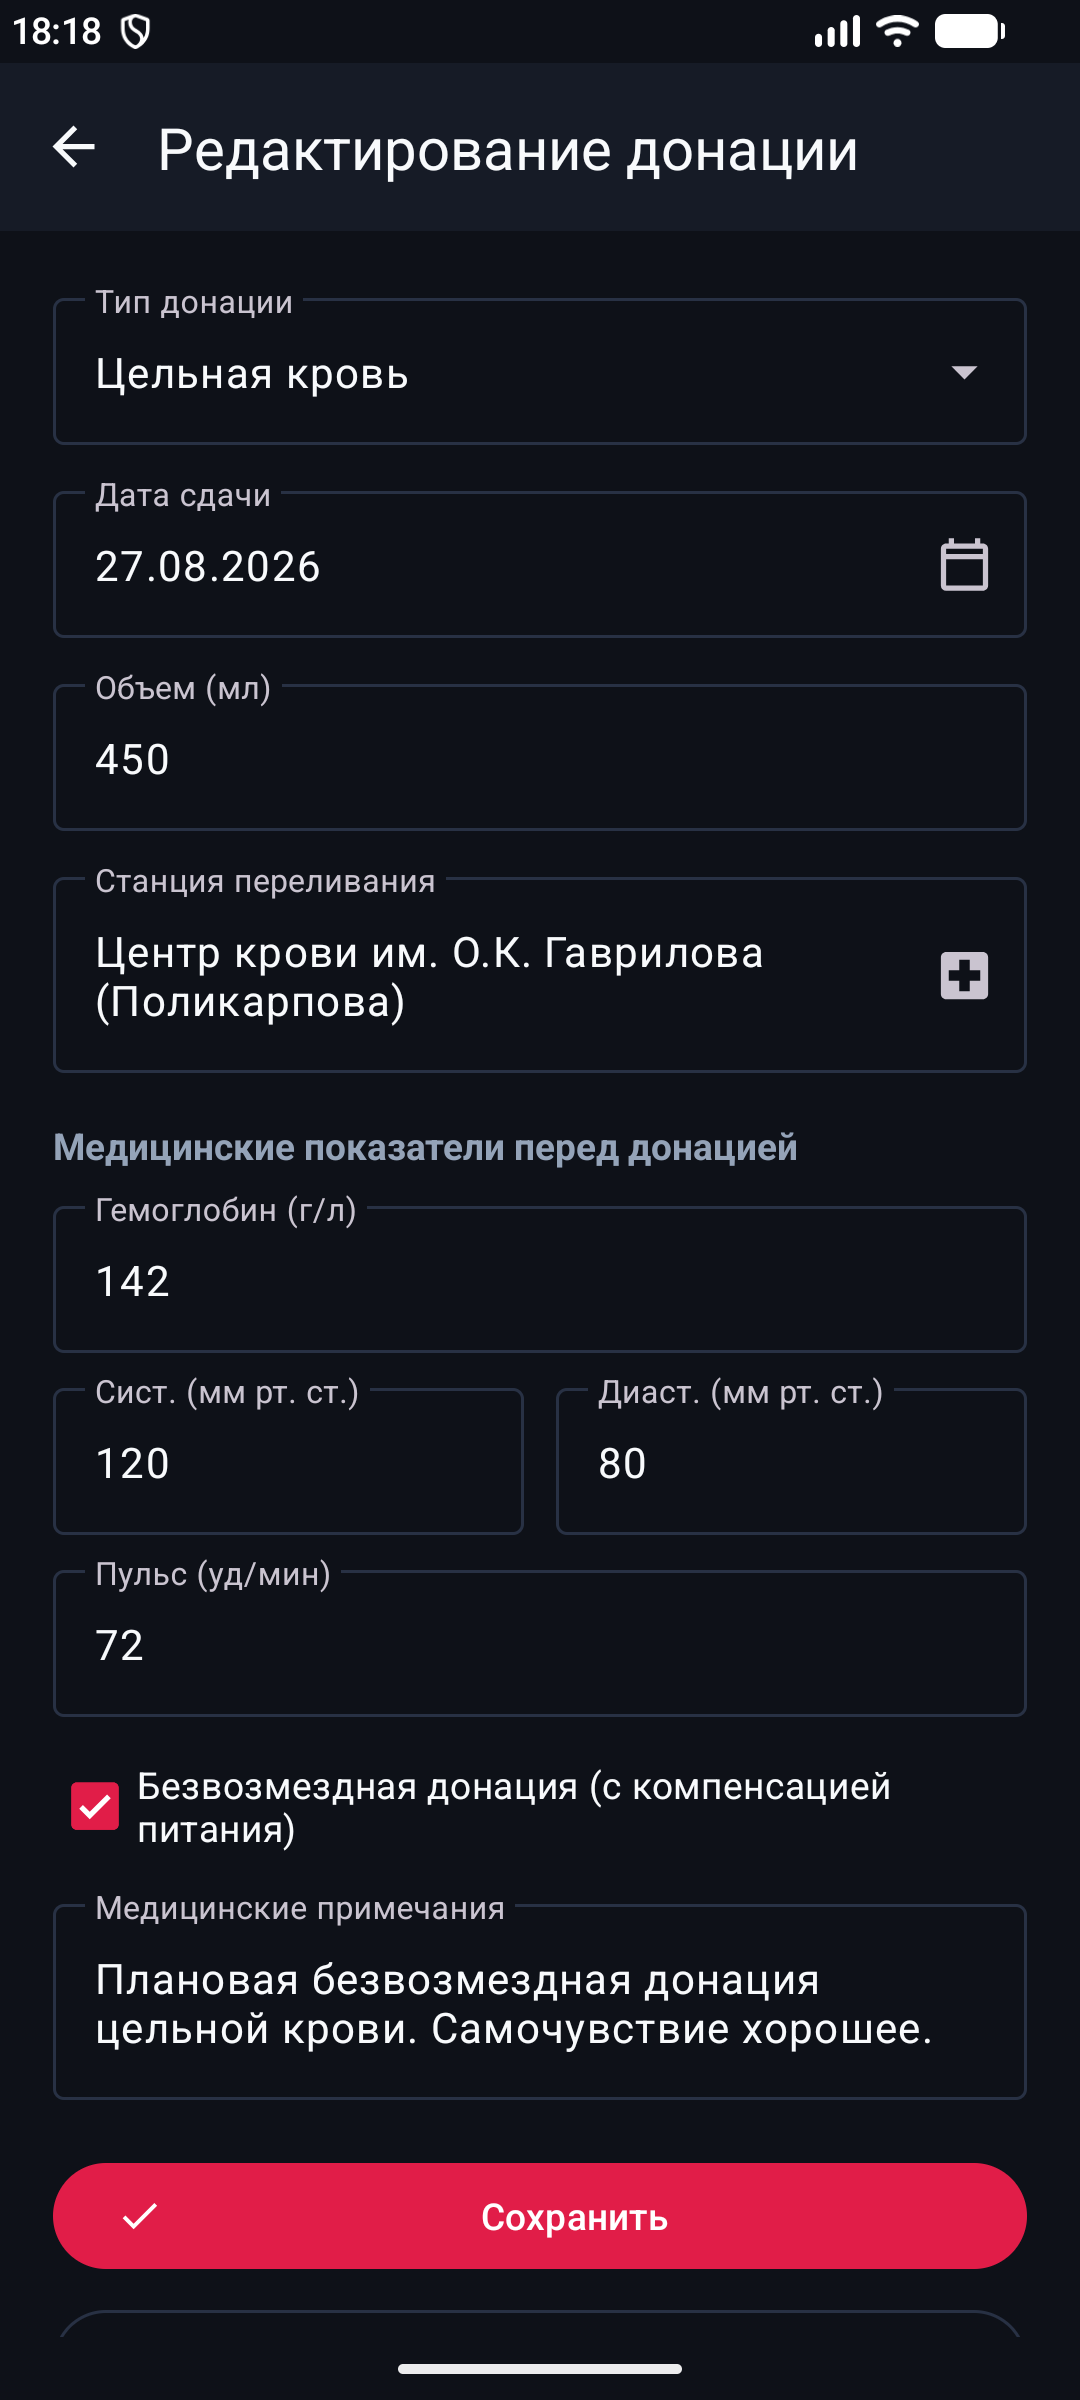 18:18
Редактирование донации
Тип донации
Цельная кровь
Дата сдачи
27.08.2026
Объем (мл)
450
Станция переливания
Центр крови им. О.К. Гаврилова
(Поликарпова)
Медицинские показатели перед донацией
Гемоглобин (г/л)
142
Сист. (мм рт. ст.)
120
Диаст. (мм рт. ст.)
80
Пульс (уд/мин)
72
Безвозмездная донация (с компенсацией
питания)
Медицинские примечания
Плановая безвозмездная донация
цельной крови. Самочувствие хорошее.
Сохранить